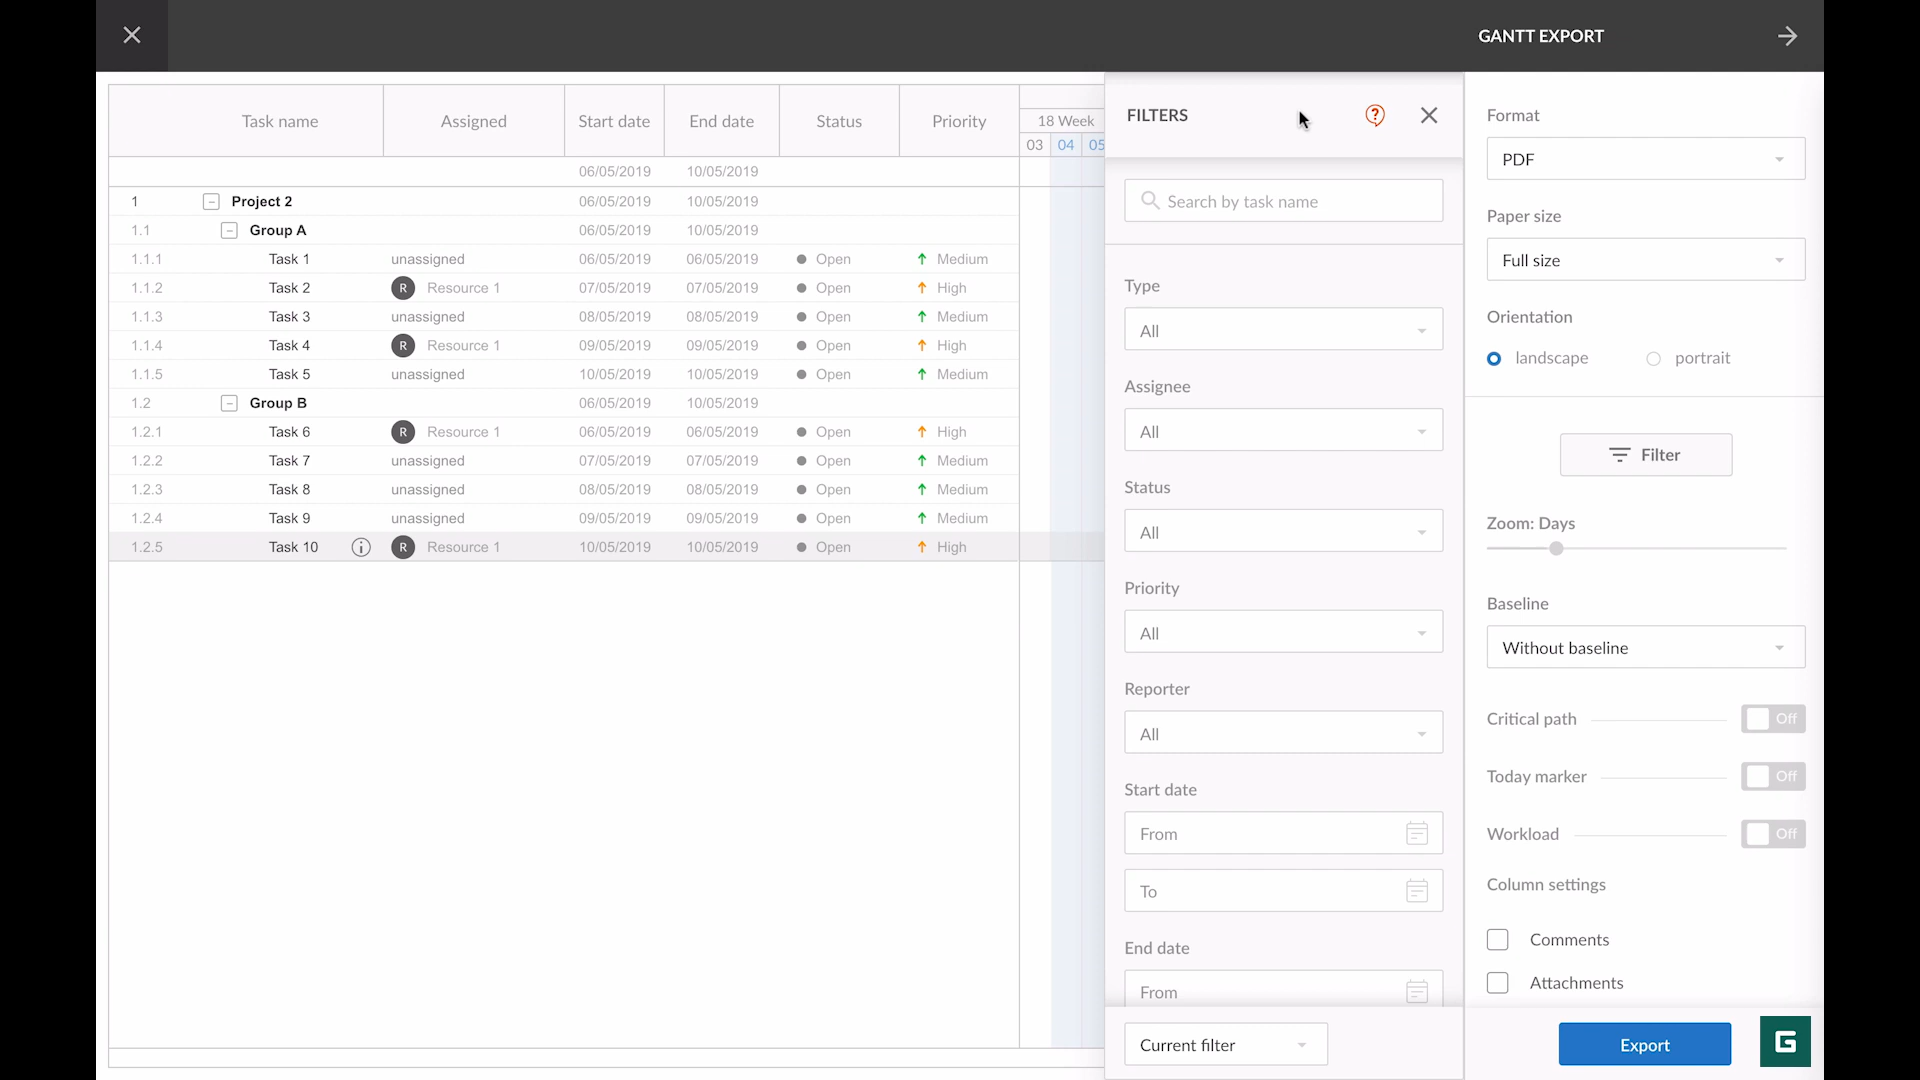 GANTT EXPORT
Task name Assigned Start date End date Status Priority 18 Week
03 04 05
06/05/2019 10/05/2019
1 Project 2 06/05/2019 10/05/2019
1.1 Group A 06/05/2019 10/05/2019
1.1.1 Task 1 unassigned 06/05/2019 06/05/2019 Open Medium
1.1.2 Task 2 R Resource 1 07/05/2019 07/05/2019 Open High
1.1.3 Task 3 unassigned 08/05/2019 08/05/2019 Open Medium
1.1.4 Task 4 R Resource 1 09/05/2019 09/05/2019 Open High
1.1.5 Task 5 unassigned 10/05/2019 10/05/2019 Open Medium
1.2 Group B 06/05/2019 10/05/2019
1.2.1 Task 6 R Resource 1 06/05/2019 06/05/2019 Open High
1.2.2 Task 7 unassigned 07/05/2019 07/05/2019 Open Medium
1.2.3 Task 8 unassigned 08/05/2019 08/05/2019 Open Medium
1.2.4 Task 9 unassigned 09/05/2019 09/05/2019 Open Medium
1.2.5 Task 10 R Resource 1 10/05/2019 10/05/2019 Open High
FILTERS
Search by task name
Type
All
Assignee
All
Status
All
Priority
All
Reporter
All
Start date
From
To
End date
From
Current filter
Format
PDF
Paper size
Full size
Orientation
landscape portrait
Filter
Zoom: Days
Baseline
Without baseline
Critical path Off
Today marker Off
Workload Off
Column settings
Comments
Attachments
Export
G